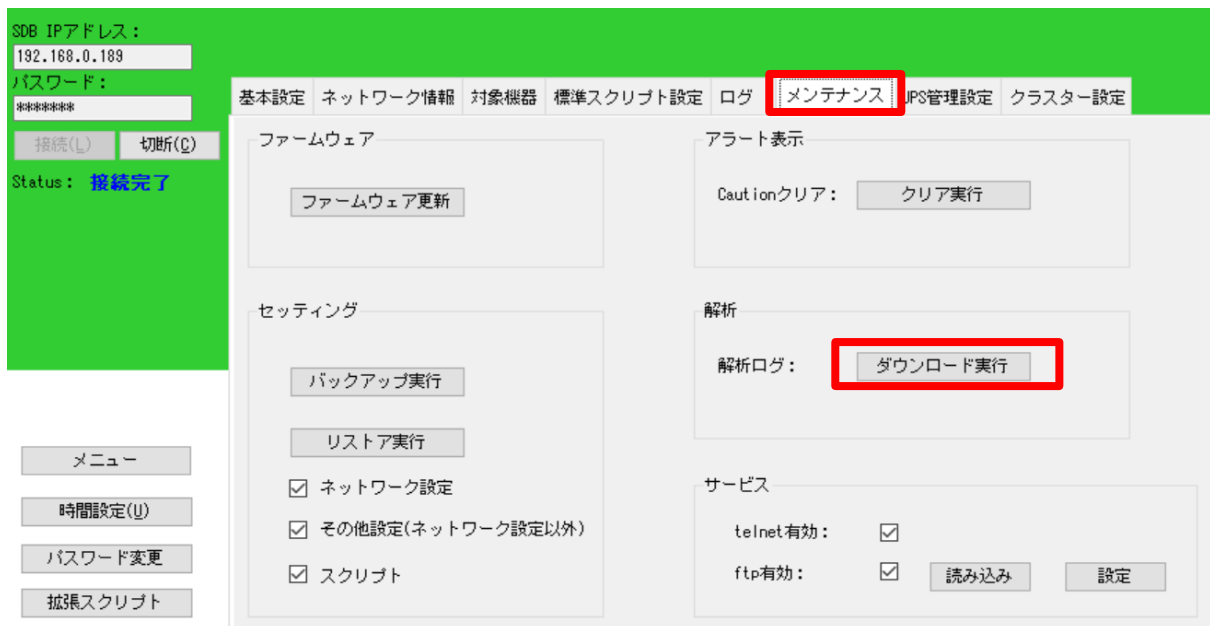 SDB IPアドレス：
192.168.0.189
パスワード：
*******
接続(L)
切断(C)
Status： 接続完了
基本設定 ネットワーク情報 対象機器 標準スクリプト設定 ログ メンテナンス UPS管理設定 クラスター設定
ファームウェア
ファームウェア更新
アラート表示
Cautionクリア：
クリア実行
セッティング
バックアップ実行
リストア実行
ネットワーク設定
その他設定(ネットワーク設定以外)
スクリプト
解析
解析ログ：
ダウンロード実行
サービス
telnet有効：
ftp有効：
読み込み
設定
メニュー
時間設定(U)
パスワード変更
拡張スクリプト